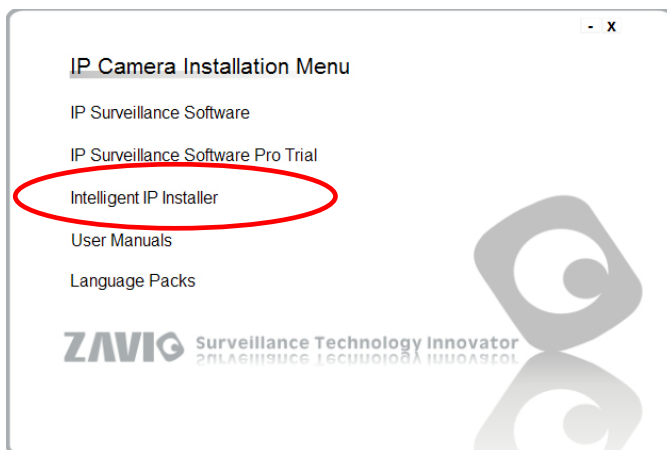 - X
IP Camera Installation Menu
IP Surveillance Software
IP Surveillance Software Pro Trial
Intelligent IP Installer
User Manuals
Language Packs
ZAVIO Surveillance Technology Innovator